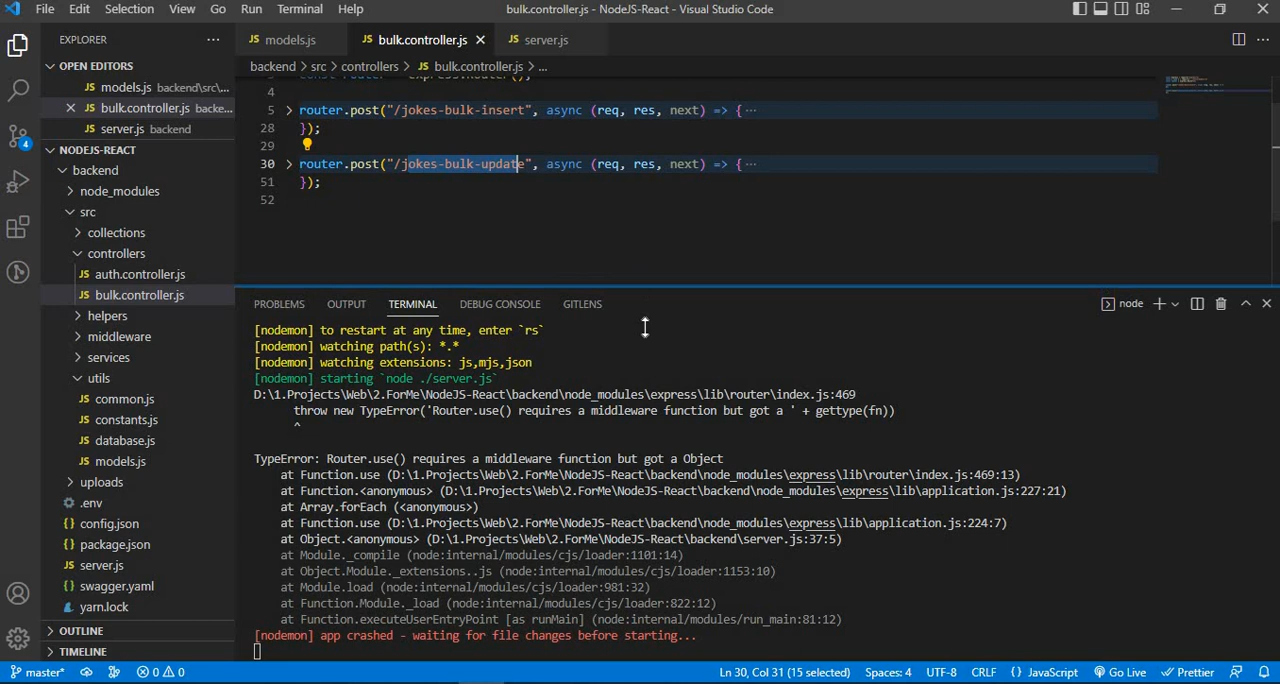 File Edit Selection View Go Run Terminal Help
bulk.controller.js - NodeJS-React - Visual Studio Code
EXPLORER
OPEN EDITORS
models.js backend\src\...
bulk.controller.js backe...
server.js backend
NODEJS-REACT
backend
node_modules
src
collections
controllers
JS auth.controller.js
JS bulk.controller.js
helpers
middleware
services
utils
JS common.js
JS constants.js
JS database.js
JS models.js
uploads
.env
{} config.json
{} package.json
JS server.js
{} swagger.yaml
yarn.lock
OUTLINE
TIMELINE
JS models.js
JS bulk.controller.js
JS server.js
backend > src > controllers > JS bulk.controller.js > ...
4
5 router.post("/jokes-bulk-insert", async (req, res, next) => {···
28 });
29
30 router.post("/jokes-bulk-update", async (req, res, next) => {···
51 });
52
PROBLEMS OUTPUT TERMINAL DEBUG CONSOLE GITLENS
node
[nodemon] to restart at any time, enter `rs`
[nodemon] watching path(s): *.*
[nodemon] watching extensions: js,mjs,json
[nodemon] starting `node ./server.js`
D:\1.Projects\Web\2.ForMe\NodeJS-React\backend\node_modules\express\lib\router\index.js:469
throw new TypeError('Router.use() requires a middleware function but got a ' + gettype(fn))
^
TypeError: Router.use() requires a middleware function but got a Object
at Function.use (D:\1.Projects\Web\2.ForMe\NodeJS-React\backend\node_modules\express\lib\router\index.js:469:13)
at Function.<anonymous> (D:\1.Projects\Web\2.ForMe\NodeJS-React\backend\node_modules\express\lib\application.js:227:21)
at Array.forEach (<anonymous>)
at Function.use (D:\1.Projects\Web\2.ForMe\NodeJS-React\backend\node_modules\express\lib\application.js:224:7)
at Object.<anonymous> (D:\1.Projects\Web\2.ForMe\NodeJS-React\backend\server.js:37:5)
at Module._compile (node:internal/modules/cjs/loader:1101:14)
at Object.Module._extensions..js (node:internal/modules/cjs/loader:1153:10)
at Module.load (node:internal/modules/cjs/loader:981:32)
at Function.Module._load (node:internal/modules/cjs/loader:822:12)
at Function.executeUserEntryPoint [as runMain] (node:internal/modules/run_main:81:12)
[nodemon] app crashed - waiting for file changes before starting...
master* 0 0 Ln 30, Col 31 (15 selected) Spaces: 4 UTF-8 CRLF {} JavaScript Go Live Prettier